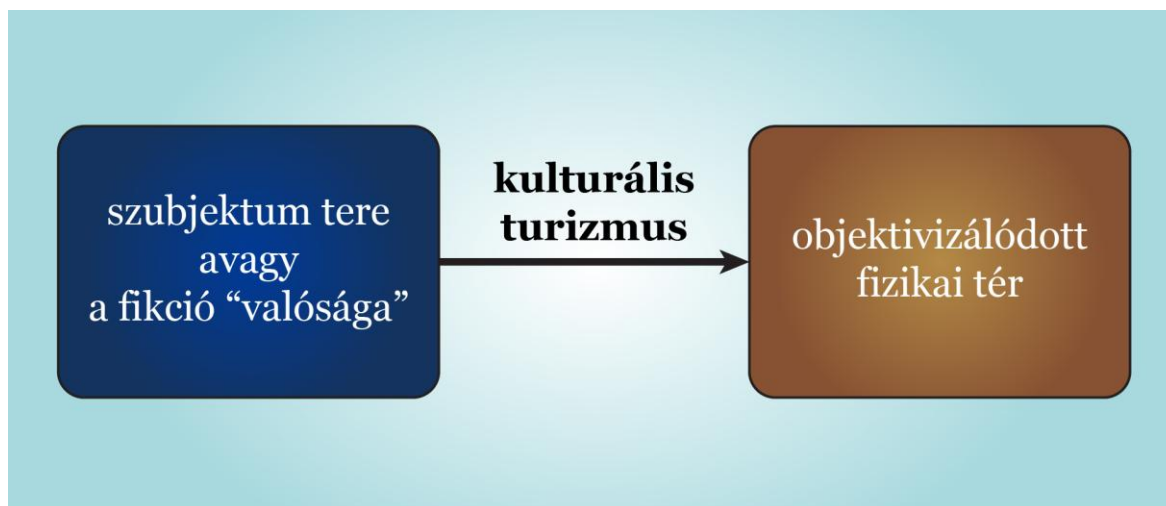 szubjektum tere
avagy
a fikció “valósága”
kulturális
turizmus
objektivizálódott
fizikai tér